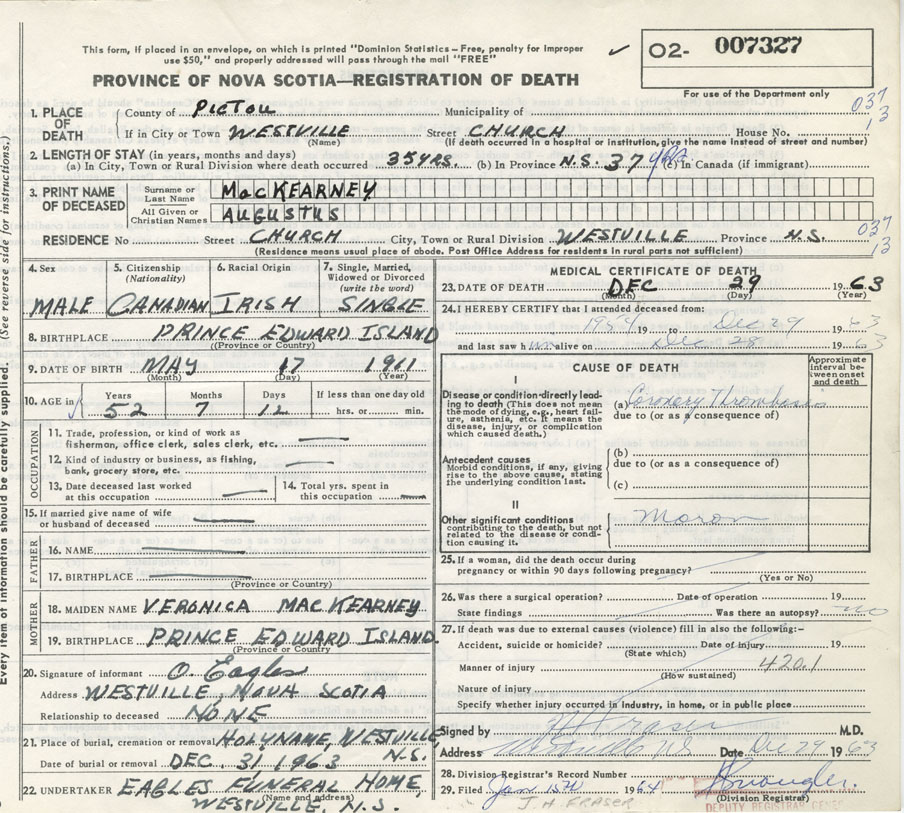 This form, if placed in an envelope, on which is printed "Dominion Statistics – Free, penalty for improper
use $50," and properly addressed will pass through the mail "FREE"
✓
02- 007327
For use of the Department only
PROVINCE OF NOVA SCOTIA—REGISTRATION OF DEATH
037
13
1. PLACE OF DEATH
County of PICTOU Municipality of
If in City or Town WESTVILLE Street CHURCH House No.
(Name) (If death occurred in a hospital or institution, give the name instead of street and number)
2. LENGTH OF STAY (in years, months and days)
(a) In City, Town or Rural Division where death occurred 35 YRS. (b) In Province N.S. 37 yrs (c) In Canada (if immigrant).
3. PRINT NAME OF DECEASED
Surname or Last Name MacKEARNEY
All Given or Christian Names AUGUSTUS
RESIDENCE No Street CHURCH City, Town or Rural Division WESTVILLE Province N.S.
037
13
(Residence means usual place of abode. Post Office Address for residents in rural parts not sufficient)
4. Sex MALE
5. Citizenship (Nationality) CANADIAN
6. Racial Origin IRISH
7. Single, Married, Widowed or Divorced (write the word) SINGLE
8. BIRTHPLACE PRINCE EDWARD ISLAND
(Province or Country)
9. DATE OF BIRTH MAY 17 1911
(Month) (Day) (Year)
10. AGE in Years 52 Months 7 Days 12 If less than one day old hrs. or min.
OCCUPATION
11. Trade, profession, or kind of work as
fisherman, office clerk, sales clerk, etc.
12. Kind of industry or business, as fishing,
bank, grocery store, etc.
13. Date deceased last worked
at this occupation
14. Total yrs. spent in
this occupation
15. If married give name of wife
or husband of deceased
FATHER
16. NAME
17. BIRTHPLACE
(Province or Country)
MOTHER
18. MAIDEN NAME VERONICA MACKEARNEY
19. BIRTHPLACE PRINCE EDWARD ISLAND
(Province or Country)
20. Signature of informant O. Eagles
Address WESTVILLE, NOVA SCOTIA
Relationship to deceased NONE
21. Place of burial, cremation or removal HOLYNAME, WESTVILLE N.S.
Date of burial or removal DEC. 31 1963
22. UNDERTAKER EAGLES FUNERAL HOME,
(Name and address)
WESTVILLE, N.S.
MEDICAL CERTIFICATE OF DEATH
23. DATE OF DEATH DEC 29 1963
(Month) (Day) (Year)
24. I HEREBY CERTIFY that I attended deceased from:
1959 19 to Dec 29 1963
and last saw him alive on Dec 28 1963
CAUSE OF DEATH
Approximate interval between onset and death
I
Disease or condition directly leading
to death (This does not mean
the mode of dying, e.g., heart failure,
asthenia, etc. It means the
disease, injury, or complication
which caused death.)
(a) Coronary Thrombosis
due to (or as a consequence of)
Antecedent causes
Morbid conditions, if any, giving
rise to the above cause, stating
the underlying condition last.
(b)
due to (or as a consequence of)
(c)
II
Other significant conditions
contributing to the death, but not
related to the disease or condition
causing it.
Moron
25. If a woman, did the death occur during
pregnancy or within 90 days following pregnancy?
(Yes or No)
26. Was there a surgical operation? Date of operation 19
State findings Was there an autopsy? no
27. If death was due to external causes (violence) fill in also the following:-
Accident, suicide or homicide? Date of injury 19
(State which)
Manner of injury 420.1
(How sustained)
Nature of injury
Specify whether injury occurred in Industry, in home, or in public place
Signed by Fraser M.D.
Address Westville N.S. Date Dec 29 1963
28. Division Registrar's Record Number
29. Filed Jan. 1964
J.H. FRASER
(Division Registrar)
DEPUTY REGISTRAR
(See reverse side for instructions.)
Every item of information should be carefully supplied.